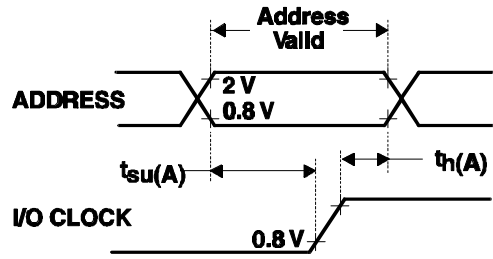 Address
Valid
ADDRESS
2 V
0.8 V
tsu(A)
th(A)
I/O CLOCK
0.8 V